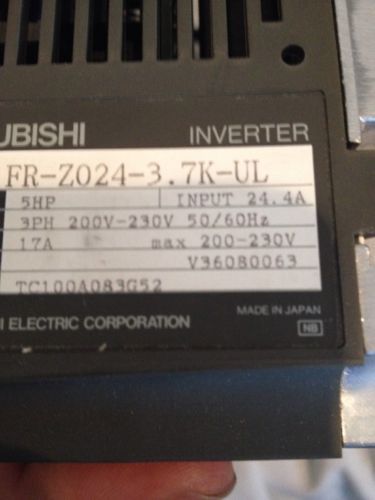 UBISHI INVERTER
FR-Z024-3.7K-UL
5HP INPUT 24.4A
3PH 200V-230V 50/60Hz
17A max 200-230V
V36080063
TC100A083G52
MADE IN JAPAN
I ELECTRIC CORPORATION
NB